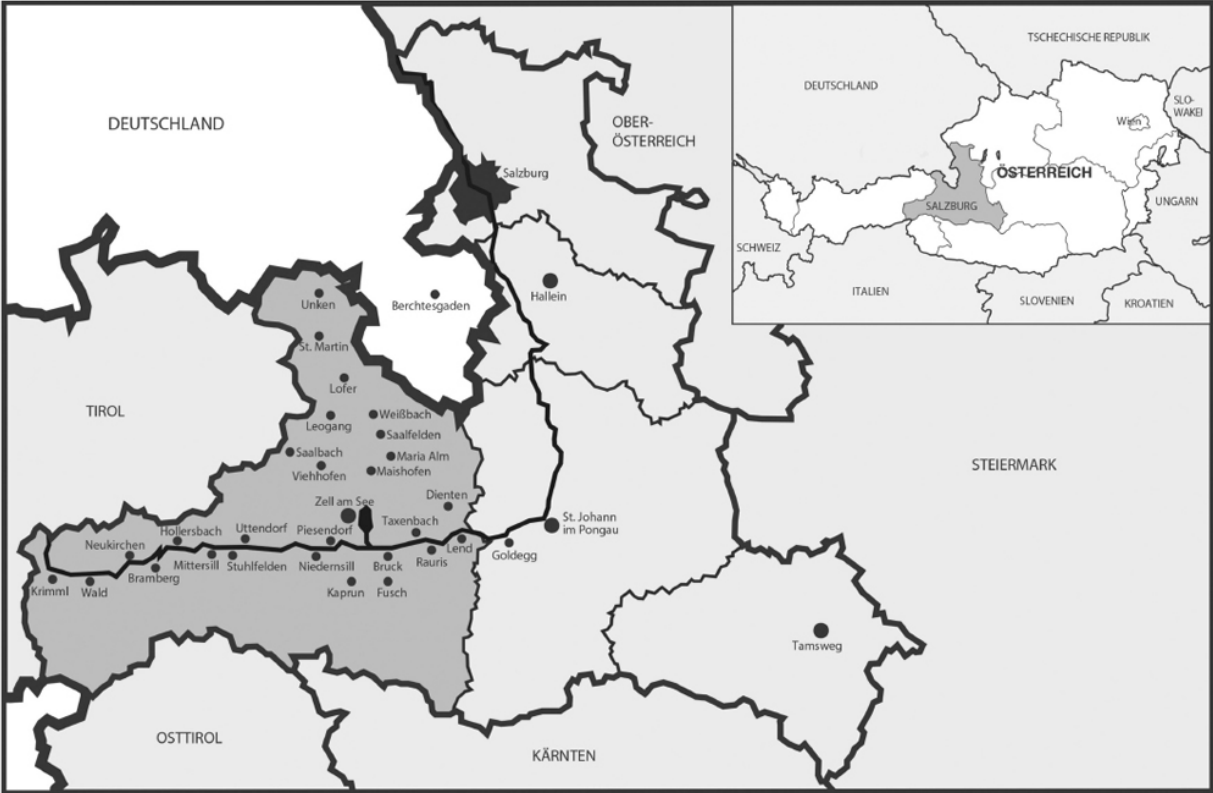 DEUTSCHLAND
OBER-
ÖSTERREICH
Salzburg
Hallein
Berchtesgaden
Unken
St. Martin
Lofer
Leogang
Weißbach
Saalfelden
Saalbach
Maria Alm
Viehhofen
Maishofen
TIROL
STEIERMARK
Dienten
Zell am See
Taxenbach
Hollersbach
Uttendorf
Piesendorf
St. Johann
im Pongau
Neukirchen
Lend
Goldegg
Rauris
Bramberg
Mittersill
Stuhlfelden
Niedernsill
Bruck
Krimml
Wald
Kaprun
Fusch
Tamsweg
OSTTIROL
KÄRNTEN
TSCHECHISCHE REPUBLIK
DEUTSCHLAND
SLO-
WAKEI
Wien
ÖSTERREICH
SALZBURG
UNGARN
SCHWEIZ
ITALIEN
SLOVENIEN
KROATIEN